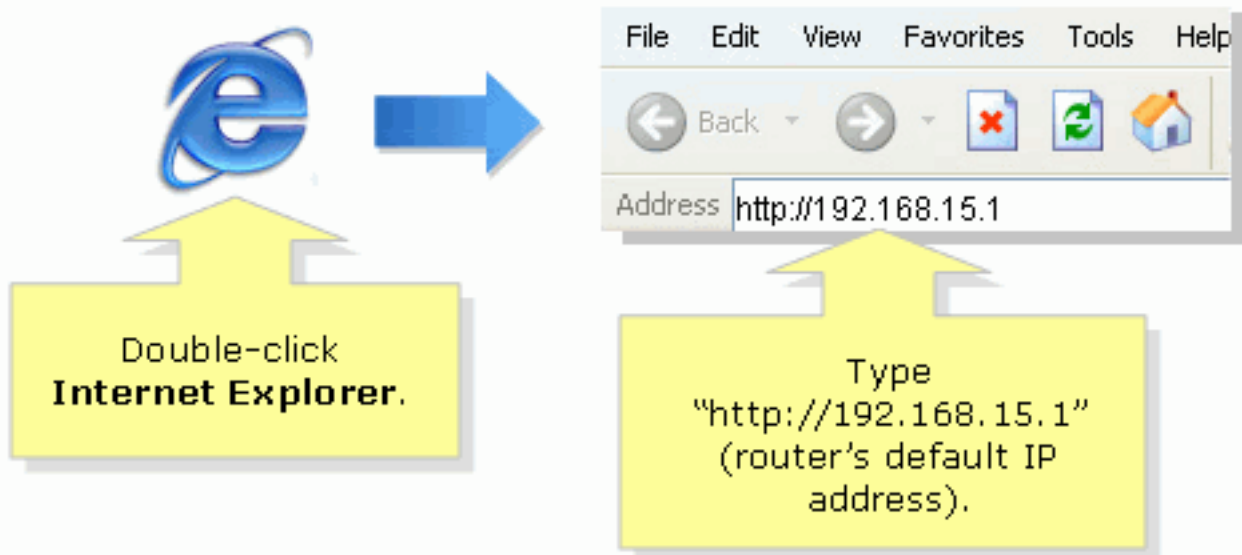 File Edit View Favorites Tools Help
Back
Address http://192.168.15.1
Double-click
Internet Explorer.
Type
“http://192.168.15.1”
(router’s default IP
address).